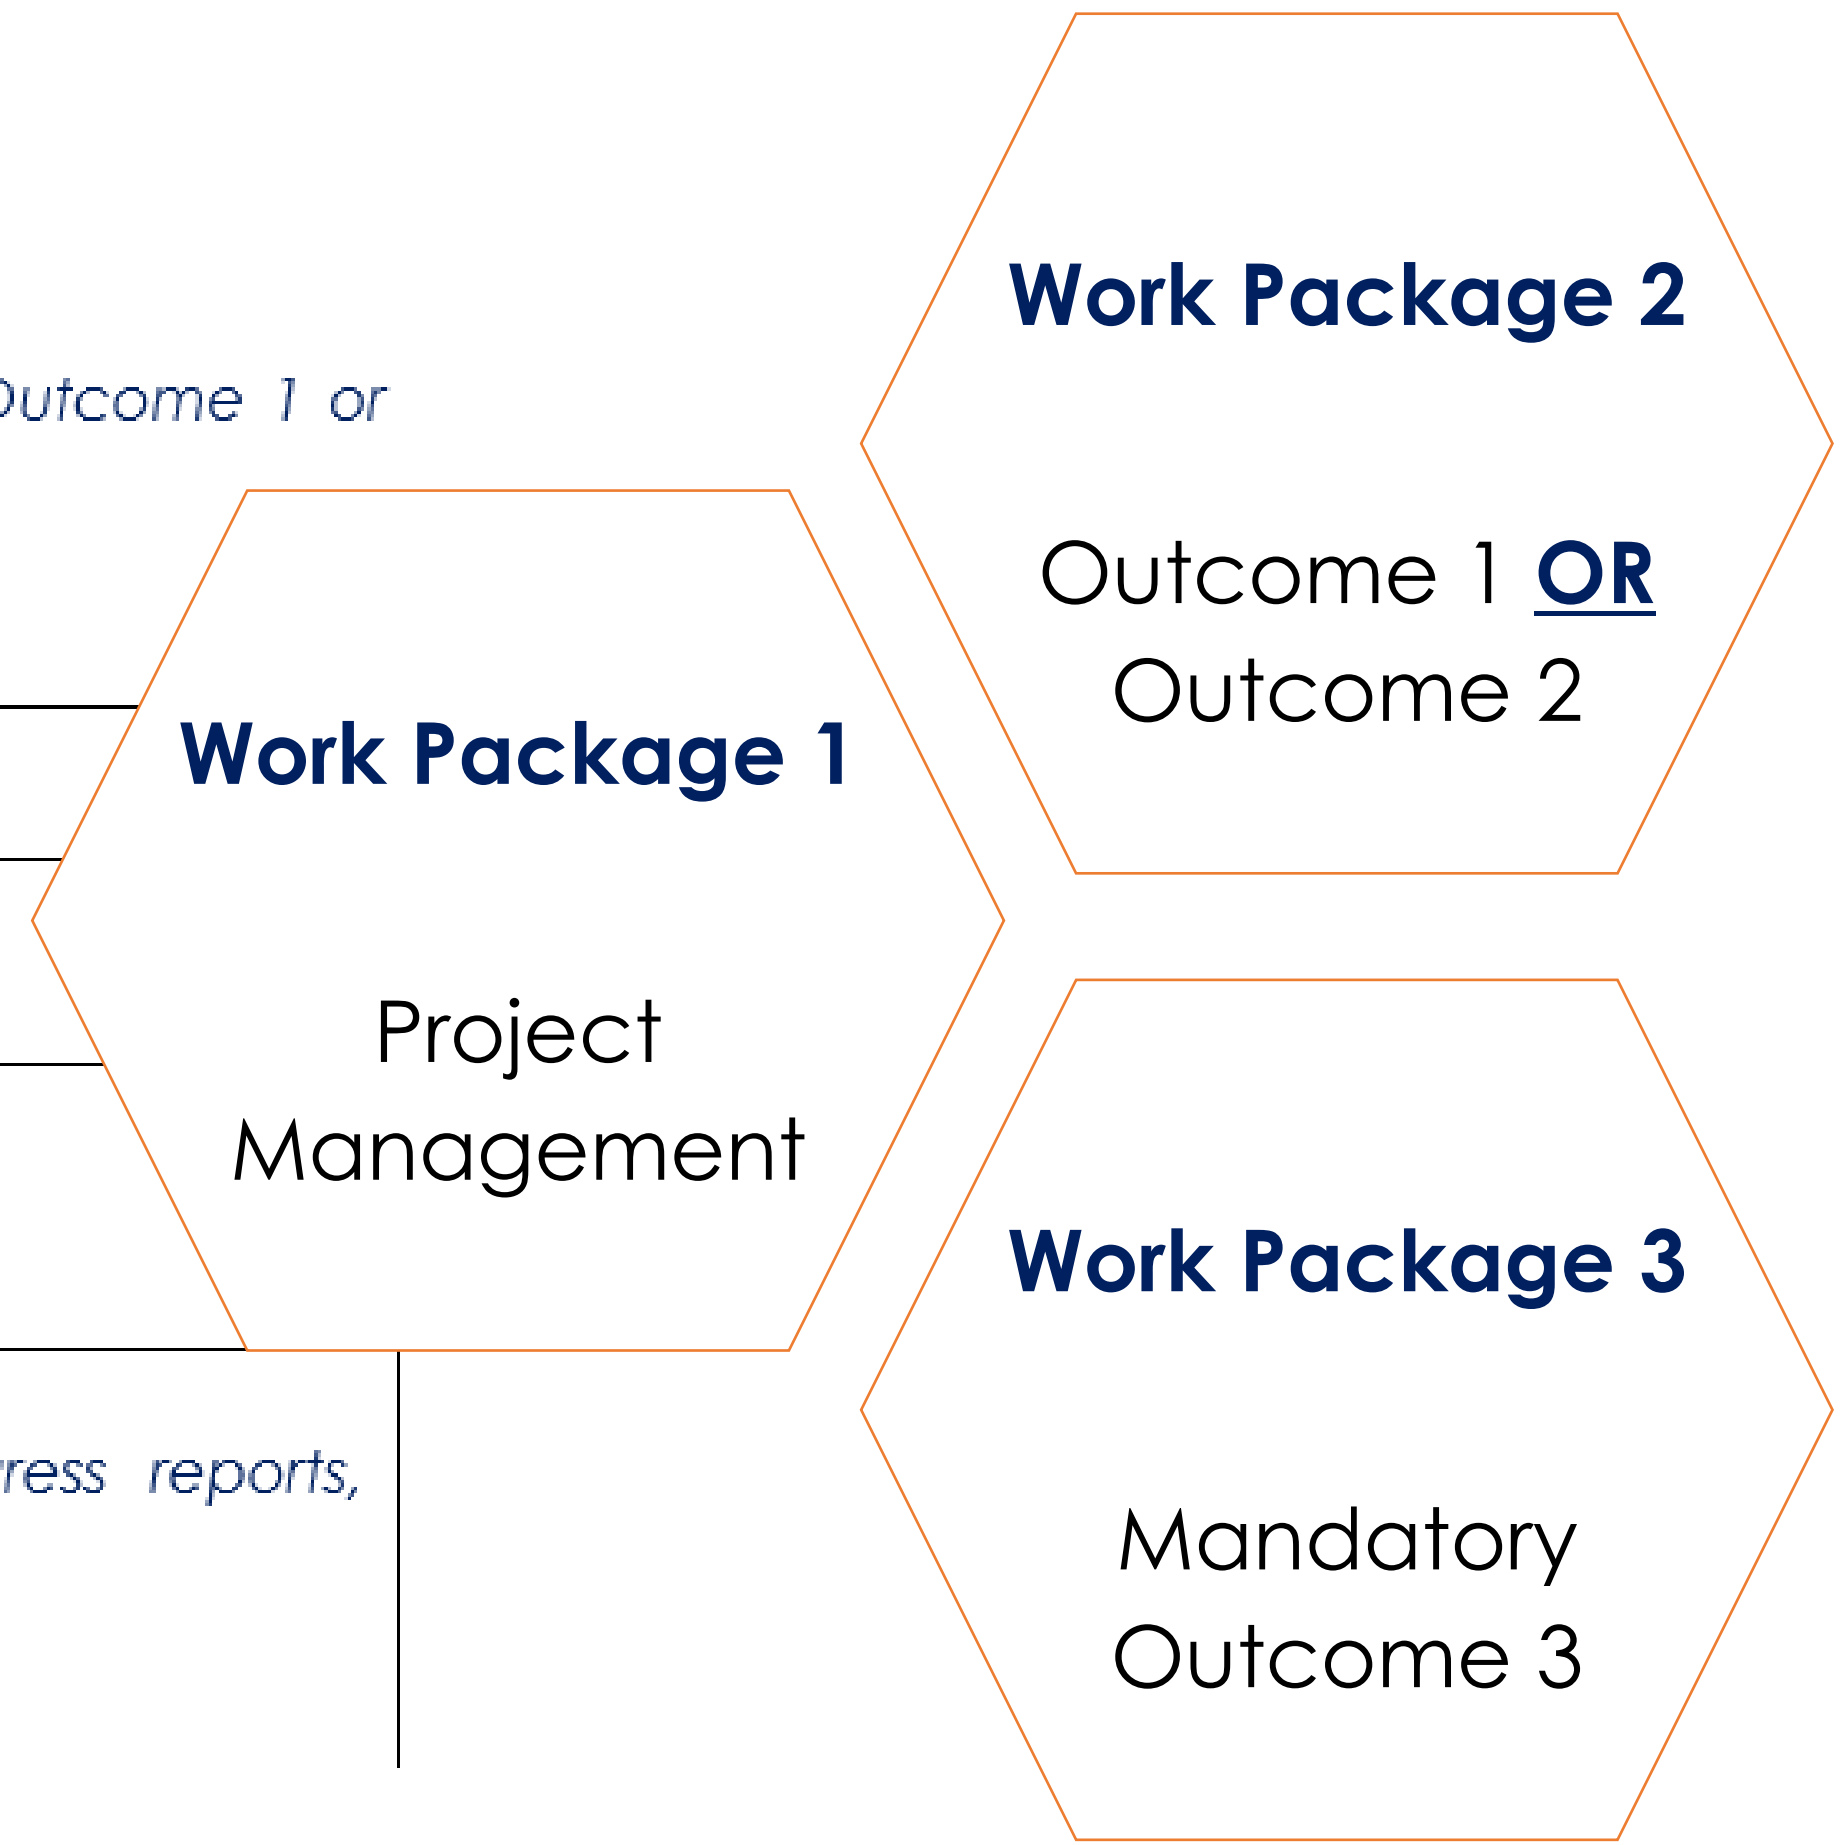 Outcome 1 or
Work Package 1
Project
Management
reports,
Work Package 2
Outcome 1 OR
Outcome 2
Work Package 3
Mandatory
Outcome 3